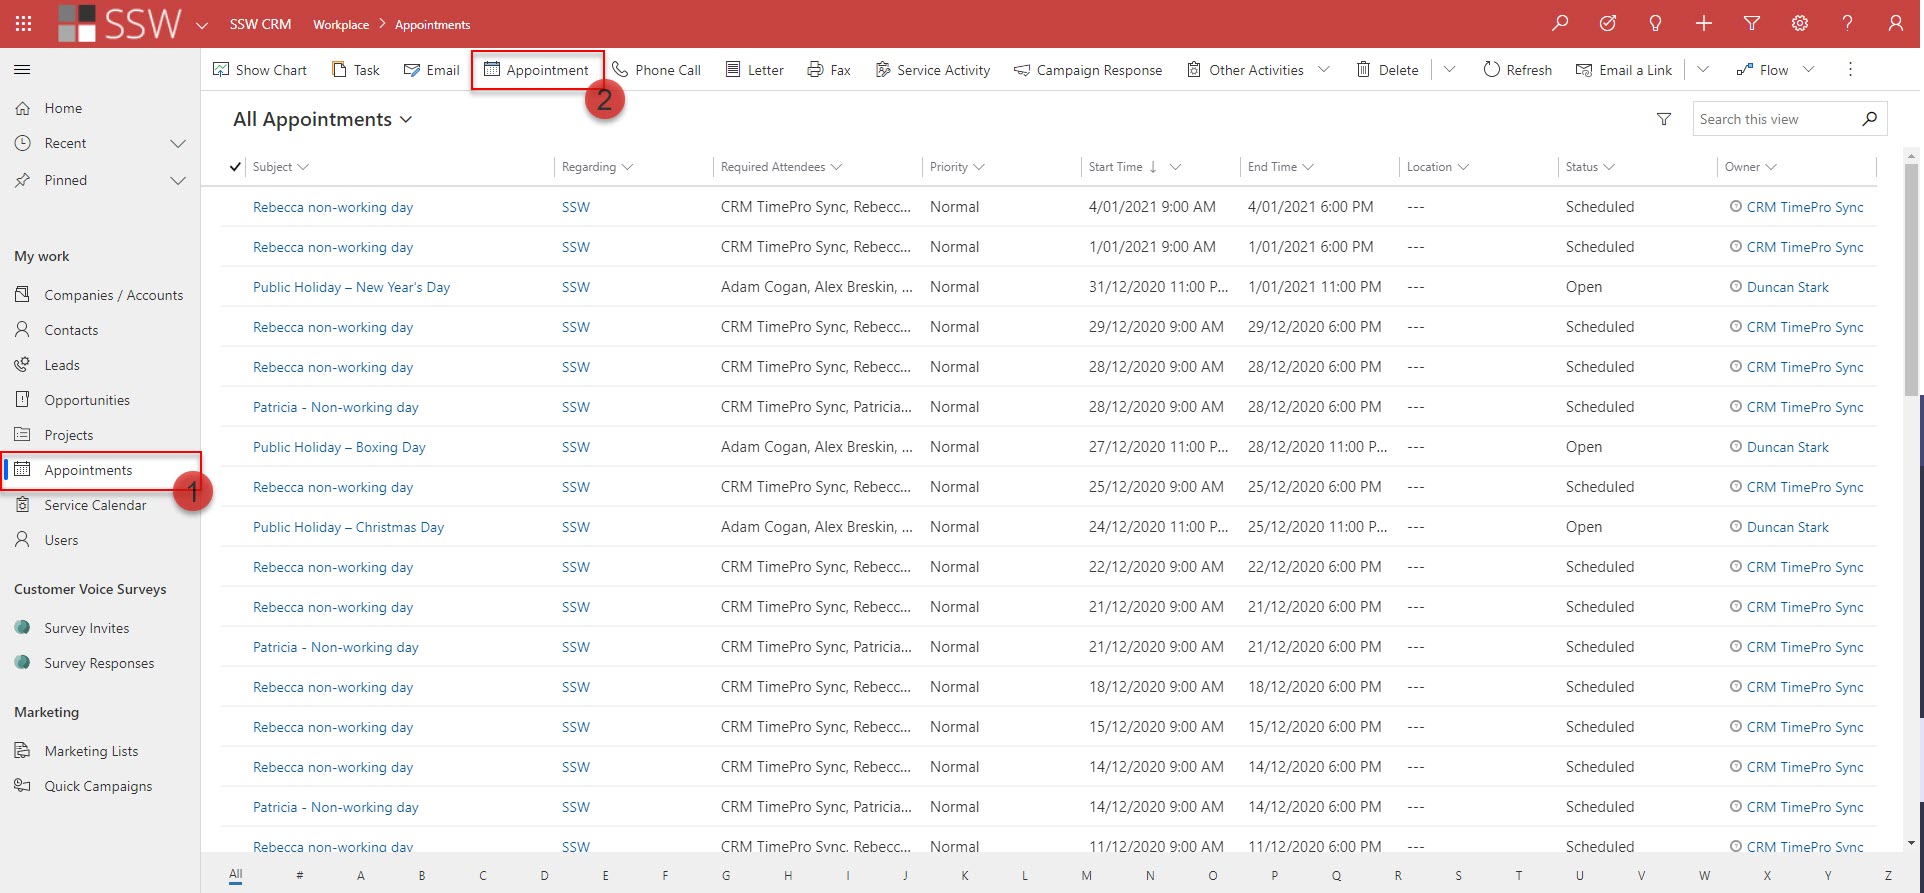 SSW SSW CRM Workplace > Appointments
Show Chart Task Email Appointment Phone Call Letter Fax Service Activity Campaign Response Other Activities Delete Refresh Email a Link Flow
2
Home
Recent
Pinned
My work
Companies / Accounts
Contacts
Leads
Opportunities
Projects
Appointments
1
Service Calendar
Users
Customer Voice Surveys
Survey Invites
Survey Responses
Marketing
Marketing Lists
Quick Campaigns
All Appointments Search this view
Subject Regarding Required Attendees Priority Start Time ↓ End Time Location Status Owner
Rebecca non-working day SSW CRM TimePro Sync, Rebecc... Normal 4/01/2021 9:00 AM 4/01/2021 6:00 PM --- Scheduled CRM TimePro Sync
Rebecca non-working day SSW CRM TimePro Sync, Rebecc... Normal 1/01/2021 9:00 AM 1/01/2021 6:00 PM --- Scheduled CRM TimePro Sync
Public Holiday – New Year's Day SSW Adam Cogan, Alex Breskin, ... Normal 31/12/2020 11:00 P... 1/01/2021 11:00 PM --- Open Duncan Stark
Rebecca non-working day SSW CRM TimePro Sync, Rebecc... Normal 29/12/2020 9:00 AM 29/12/2020 6:00 PM --- Scheduled CRM TimePro Sync
Rebecca non-working day SSW CRM TimePro Sync, Rebecc... Normal 28/12/2020 9:00 AM 28/12/2020 6:00 PM --- Scheduled CRM TimePro Sync
Patricia - Non-working day SSW CRM TimePro Sync, Patricia... Normal 28/12/2020 9:00 AM 28/12/2020 6:00 PM --- Scheduled CRM TimePro Sync
Public Holiday – Boxing Day SSW Adam Cogan, Alex Breskin, ... Normal 27/12/2020 11:00 P... 28/12/2020 11:00 P... --- Open Duncan Stark
Rebecca non-working day SSW CRM TimePro Sync, Rebecc... Normal 25/12/2020 9:00 AM 25/12/2020 6:00 PM --- Scheduled CRM TimePro Sync
Public Holiday – Christmas Day SSW Adam Cogan, Alex Breskin, ... Normal 24/12/2020 11:00 P... 25/12/2020 11:00 P... --- Open Duncan Stark
Rebecca non-working day SSW CRM TimePro Sync, Rebecc... Normal 22/12/2020 9:00 AM 22/12/2020 6:00 PM --- Scheduled CRM TimePro Sync
Rebecca non-working day SSW CRM TimePro Sync, Rebecc... Normal 21/12/2020 9:00 AM 21/12/2020 6:00 PM --- Scheduled CRM TimePro Sync
Patricia - Non-working day SSW CRM TimePro Sync, Patricia... Normal 21/12/2020 9:00 AM 21/12/2020 6:00 PM --- Scheduled CRM TimePro Sync
Rebecca non-working day SSW CRM TimePro Sync, Rebecc... Normal 18/12/2020 9:00 AM 18/12/2020 6:00 PM --- Scheduled CRM TimePro Sync
Rebecca non-working day SSW CRM TimePro Sync, Rebecc... Normal 15/12/2020 9:00 AM 15/12/2020 6:00 PM --- Scheduled CRM TimePro Sync
Rebecca non-working day SSW CRM TimePro Sync, Rebecc... Normal 14/12/2020 9:00 AM 14/12/2020 6:00 PM --- Scheduled CRM TimePro Sync
Patricia - Non-working day SSW CRM TimePro Sync, Patricia... Normal 14/12/2020 9:00 AM 14/12/2020 6:00 PM --- Scheduled CRM TimePro Sync
Rebecca non-working day SSW CRM TimePro Sync, Rebecc... Normal 11/12/2020 9:00 AM 11/12/2020 6:00 PM --- Scheduled CRM TimePro Sync
All # A B C D E F G H I J K L M N O P Q R S T U V W X Y Z